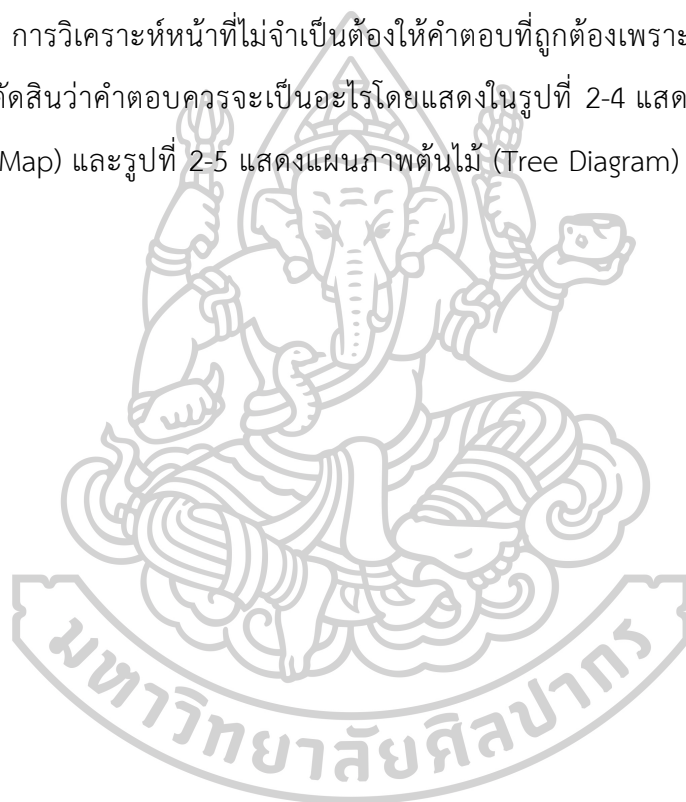 การวิเคราะห์หน้าที่ไม่จำเป็นต้องให้คำตอบที่ถูกต้องเพราะ
ตัดสินว่าคำตอบควรจะเป็นอะไรโดยแสดงในรูปที่ 2-4 แสด
Map) และรูปที่ 2-5 แสดงแผนภาพต้นไม้ (Tree Diagram)
มหาวิทยาลัยศิลปากร